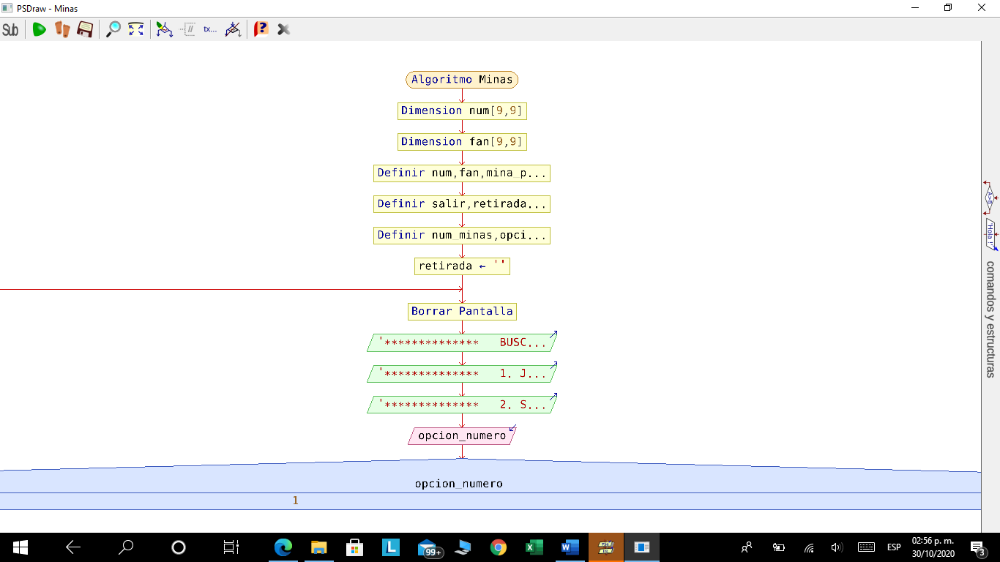 PSDraw - Minas
Sub
tx...
Algoritmo Minas
Dimension num[9,9]
Dimension fan[9,9]
Definir num,fan,mina_p...
Definir salir,retirada...
Definir num_minas,opci...
retirada ← ''
Borrar Pantalla
'************** BUSC...
'************** 1. J...
'************** 2. S...
opcion_numero
opcion_numero
1
A>B
'Hola !'
comandos y estructuras
99+
ESP
02:56 p. m.
30/10/2020
3